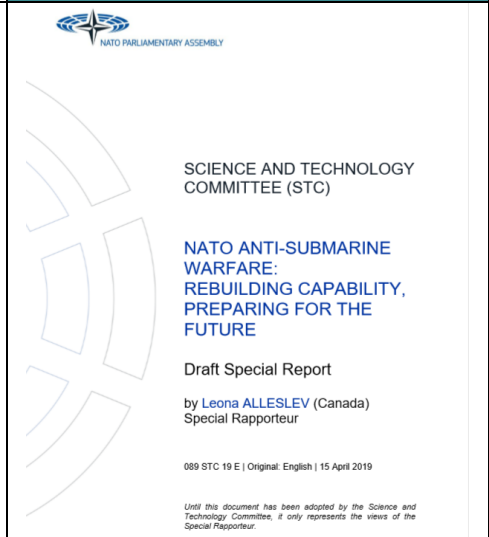 NATO PARLIAMENTARY ASSEMBLY
SCIENCE AND TECHNOLOGY
COMMITTEE (STC)
NATO ANTI-SUBMARINE
WARFARE:
REBUILDING CAPABILITY,
PREPARING FOR THE
FUTURE
Draft Special Report
by Leona ALLESLEV (Canada)
Special Rapporteur
089 STC 19 E | Original: English | 15 April 2019
Until this document has been adopted by the Science and
Technology Committee, it only represents the views of the
Special Rapporteur.